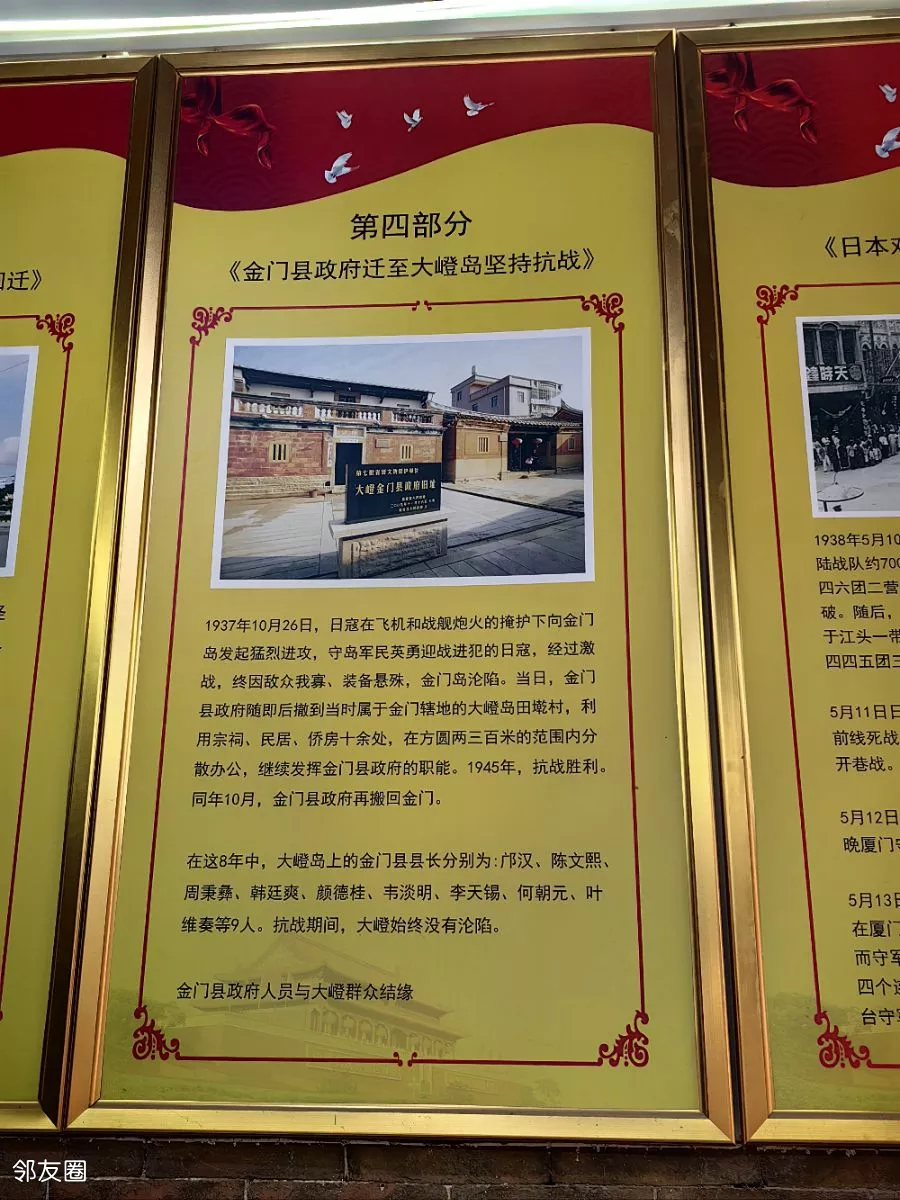 第四部分
《金门县政府迁至大嶝岛坚持抗战》
大嶝金门县政府旧址
1937年10月26日，日寇在飞机和战舰炮火的掩护下向金门
岛发起猛烈进攻，守岛军民英勇迎战进犯的日寇，经过激
战，终因敌众我寡、装备悬殊，金门岛沦陷。当日，金门
县政府随即后撤到当时属于金门辖地的大嶝岛田墘村，利
用宗祠、民居、侨房十余处，在方圆两三百米的范围内分
散办公，继续发挥金门县政府的职能。1945年，抗战胜利。
同年10月，金门县政府再搬回金门。
在这8年中，大嶝岛上的金门县县长分别为:邝汉、陈文熙、
周秉彝、韩廷爽、颜德桂、韦淡明、李天锡、何朝元、叶
维奏等9人。抗战期间，大嶝始终没有沦陷。
金门县政府人员与大嶝群众结缘
迁》
《日本
天時鐘
1938年5月10
陆战队约700
四六团二营
破。随后，
于江头一带
四四五团三
5月11日日
前线死战
开巷战。
5月12日
晚厦门守
5月13日
在厦门
而守军
四个连
台守军
邻友圈